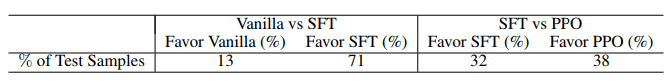 Vanilla vs SFT SFT vs PPO
Favor Vanilla (%) Favor SFT (%) Favor SFT (%) Favor PPO (%)
% of Test Samples 13 71 32 38